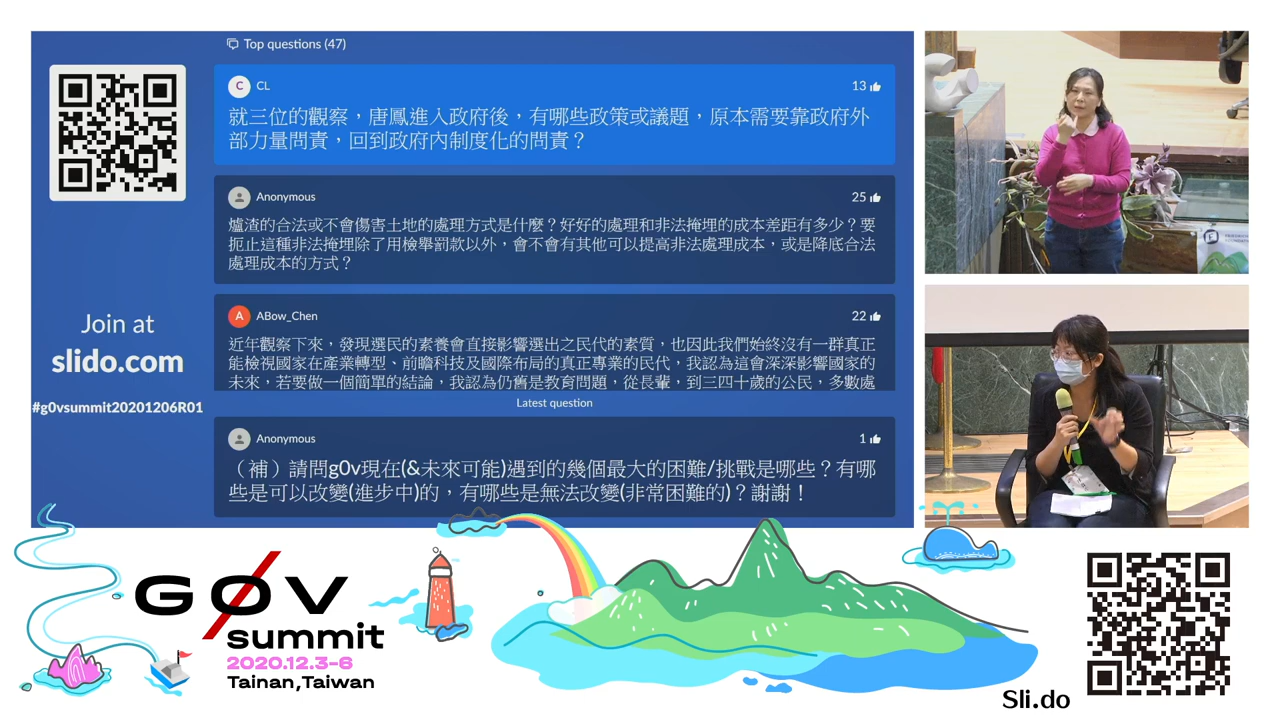 Top questions (47)
CL
13
就三位的觀察，唐鳳進入政府後，有哪些政策或議題，原本需要靠政府外
部力量問責，回到政府內制度化的問責？
Anonymous
25
爐渣的合法或不會傷害土地的處理方式是什麼？好好的處理和非法掩埋的成本差距有多少？要
扼止這種非法掩埋除了用檢舉罰款以外，會不會有其他可以提高非法處理成本，或是降底合法
處理成本的方式？
A
ABow_Chen
22
近年觀察下來，發現選民的素養會直接影響選出之民代的素質，也因此我們始終沒有一群真正
能檢視國家在產業轉型、前瞻科技及國際布局的真正專業的民代，我認為這會深深影響國家的
未來，若要做一個簡單的結論，我認為仍舊是教育問題，從長輩，到三四十歲的公民，多數處
Latest question
Anonymous
1
（補）請問g0v現在(&未來可能)遇到的幾個最大的困難/挑戰是哪些？有哪
些是可以改變(進步中)的，有哪些是無法改變(非常困難的)？謝謝！
Join at
slido.com
#g0vsummit20201206R01
G0V
summit
2020.12.3-6
Tainan,Taiwan
Sli.do